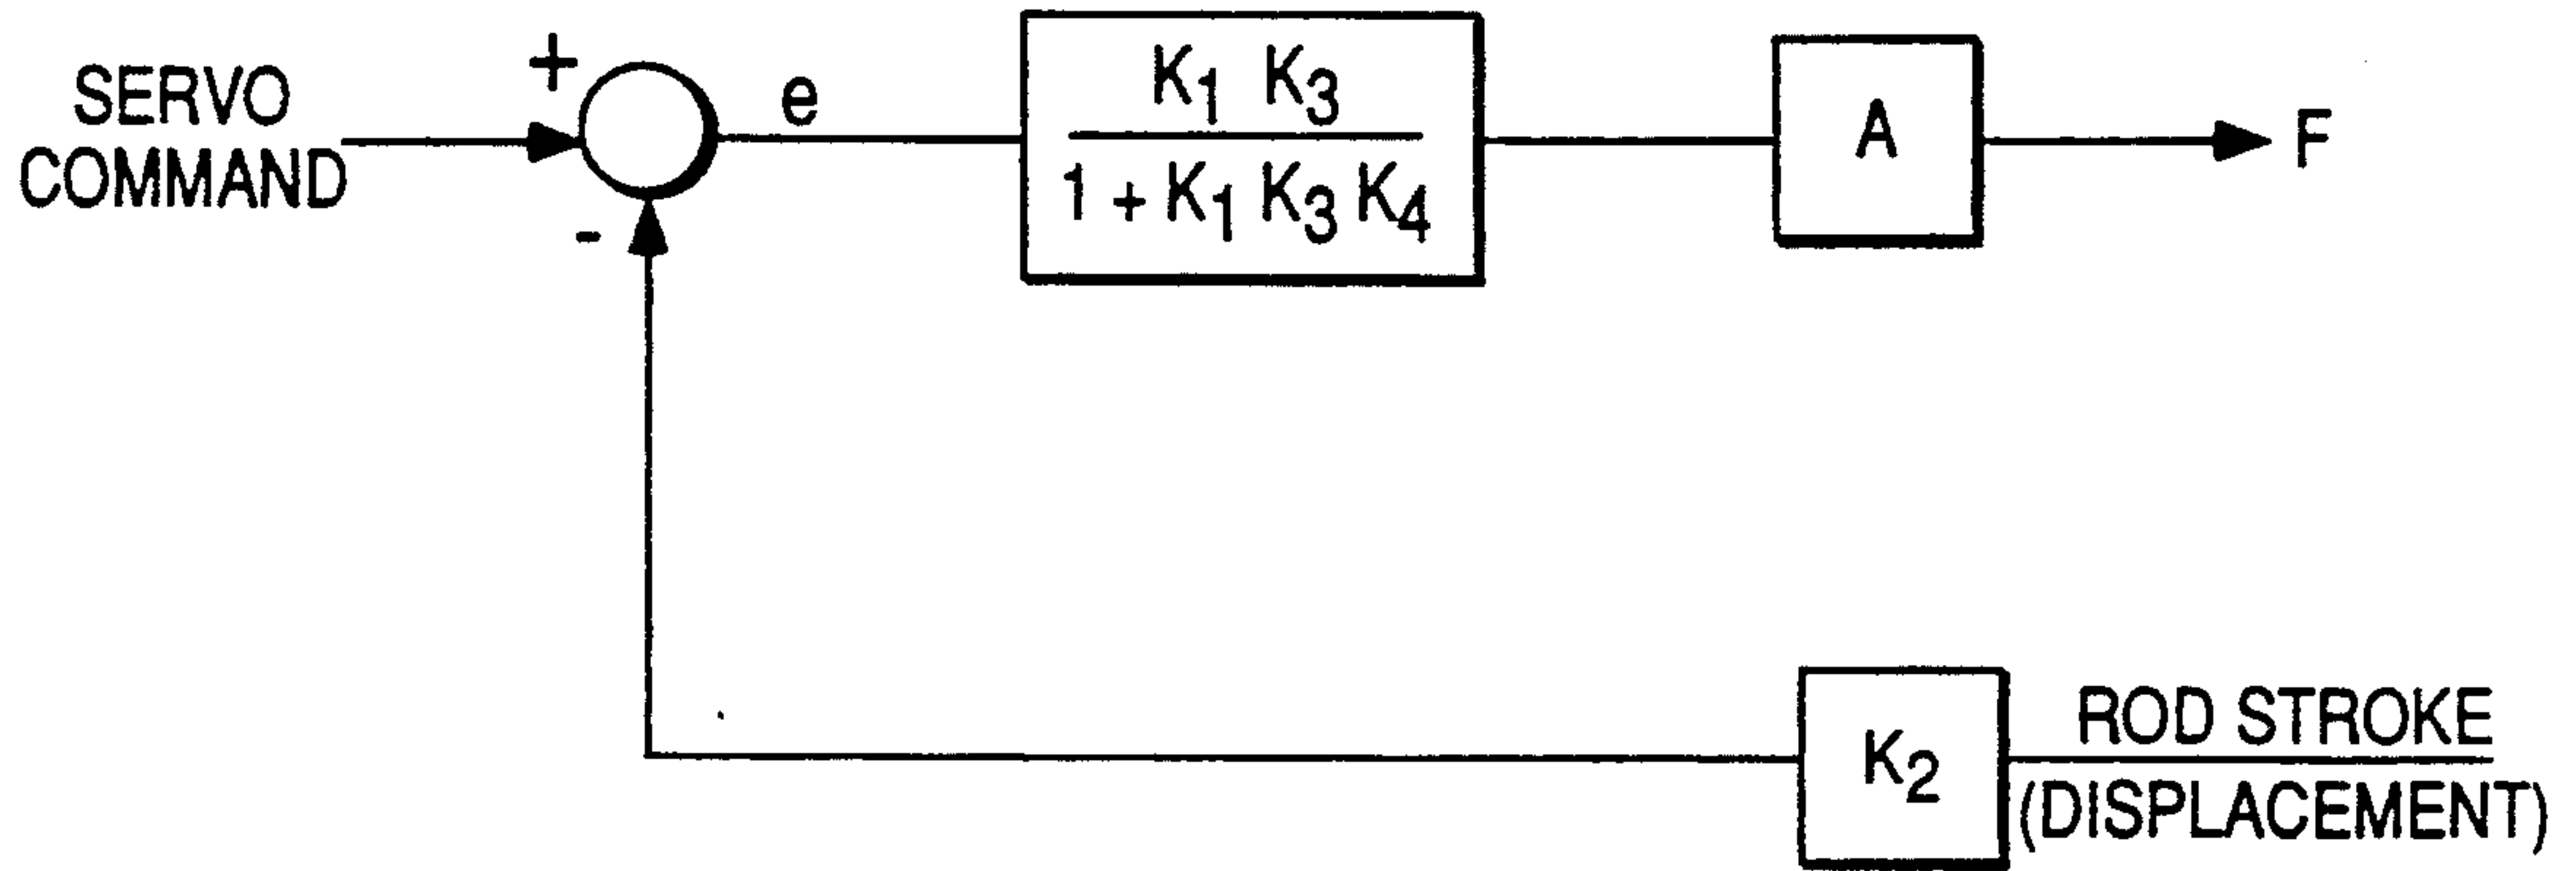 SERVO
COMMAND
+
-
e
K1 K3
1 + K1 K3 K4
A
F
K2
ROD STROKE
(DISPLACEMENT)